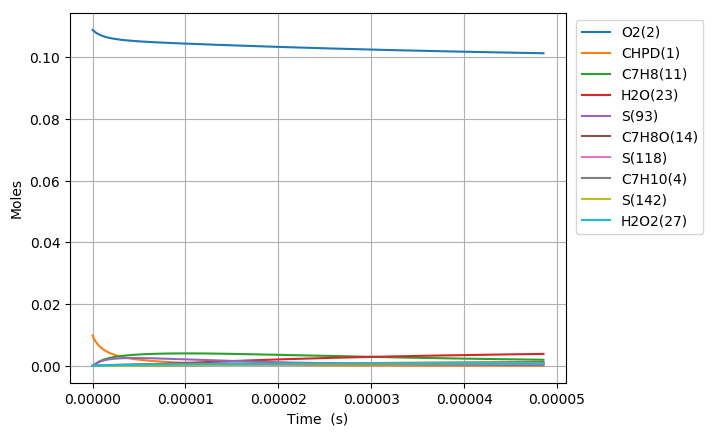 Moles
0.10
0.08
0.06
0.04
0.02
0.00
0.00000
0.00001
0.00002
0.00003
0.00004
0.00005
Time (s)
O2(2)
CHPD(1)
C7H8(11)
H2O(23)
S(93)
C7H8O(14)
S(118)
C7H10(4)
S(142)
H2O2(27)